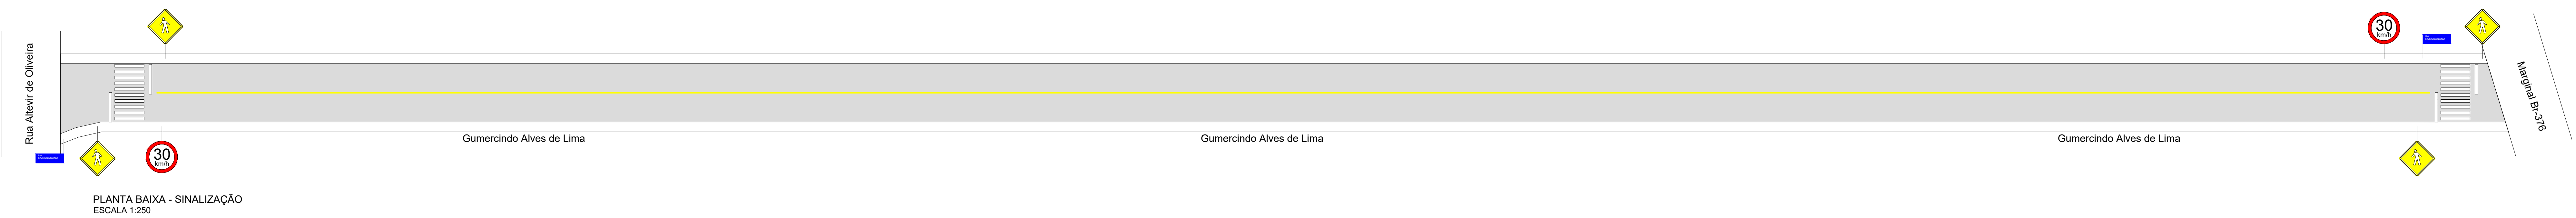 Rua Altevir de Oliveira
30
km/h
Marginal Br-376
Gumercindo Alves de Lima
Gumercindo Alves de Lima
Gumercindo Alves de Lima
30
km/h
PLANTA BAIXA - SINALIZAÇÃO
ESCALA 1:250